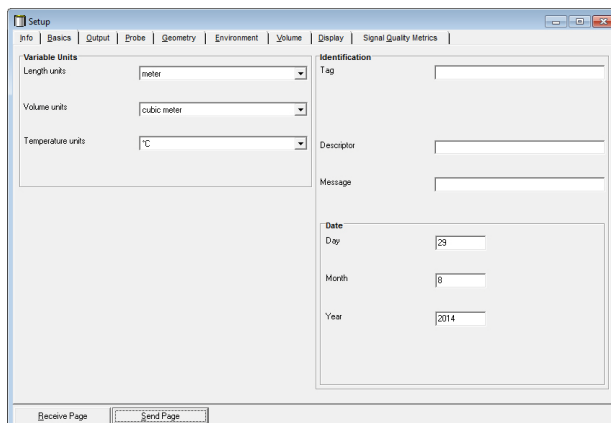 Setup
Info Basics Output Probe Geometry Environment Volume Display Signal Quality Metrics
Variable Units
Length units meter
Volume units cubic meter
Temperature units °C
Identification
Tag
Descriptor
Message
Date
Day 29
Month 8
Year 2014
Receive Page Send Page